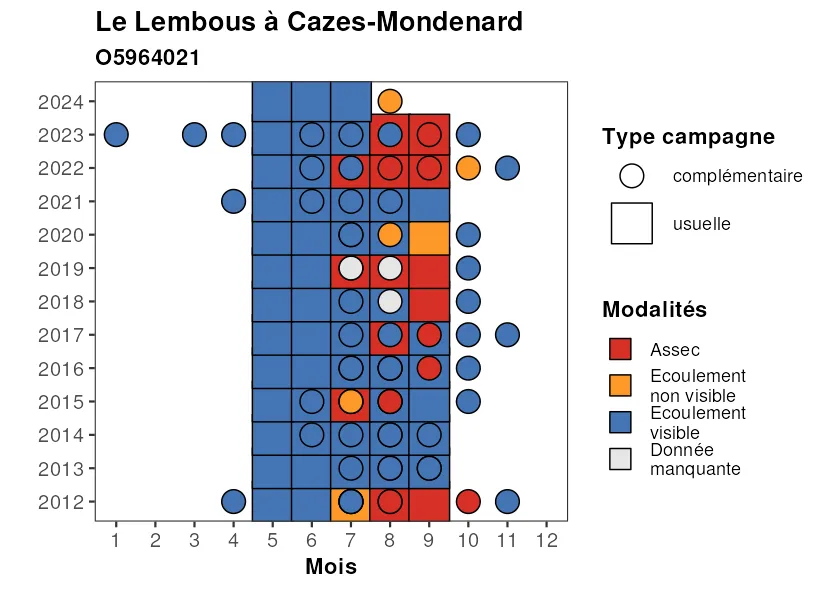 Le Lembous à Cazes-Mondenard
O5964021
2024
2023
2022
2021
2020
2019
2018
2017
2016
2015
2014
2013
2012
1 2 3 4 5 6 7 8 9 10 11 12
Mois
Type campagne
complémentaire
usuelle
Modalités
Assec
Ecoulement
non visible
Ecoulement
visible
Donnée
manquante